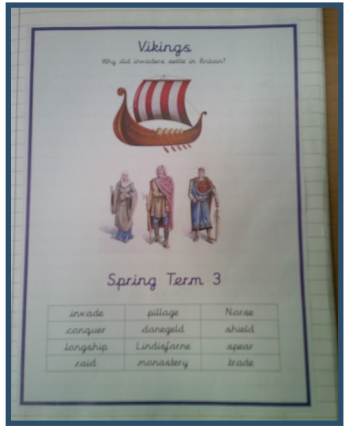 Vikings
Why did invaders settle in Britain?
Spring Term 3
invade pillage Norse
conquer danegeld shield
longship Lindisfarne spear
raid monastery trade